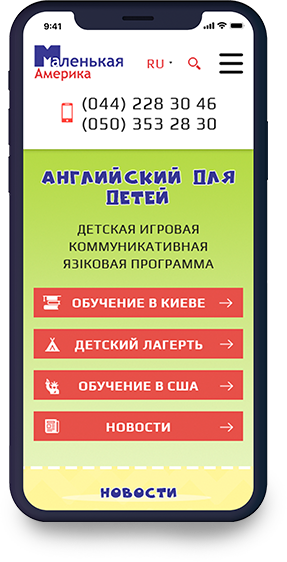 9:41
Маленькая
Америка
RU
(044) 228 30 46
(050) 353 28 30
АНГЛИЙСКИЙ ДЛЯ
ДЕТЕЙ
ДЕТСКАЯ ИГРОВАЯ
КОММУНИКАТИВНАЯ
ЯЗІКОВАЯ ПРОГРАММА
ОБУЧЕНИЕ В КИЕВЕ
ДЕТСКИЙ ЛАГЕРТЬ
ОБУЧЕНИЕ В США
НОВОСТИ
НОВОСТИ